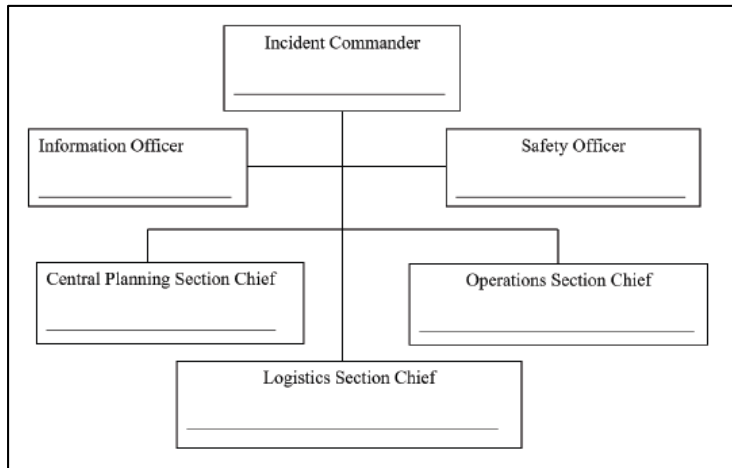 Incident Commander
Information Officer
Safety Officer
Central Planning Section Chief
Operations Section Chief
Logistics Section Chief